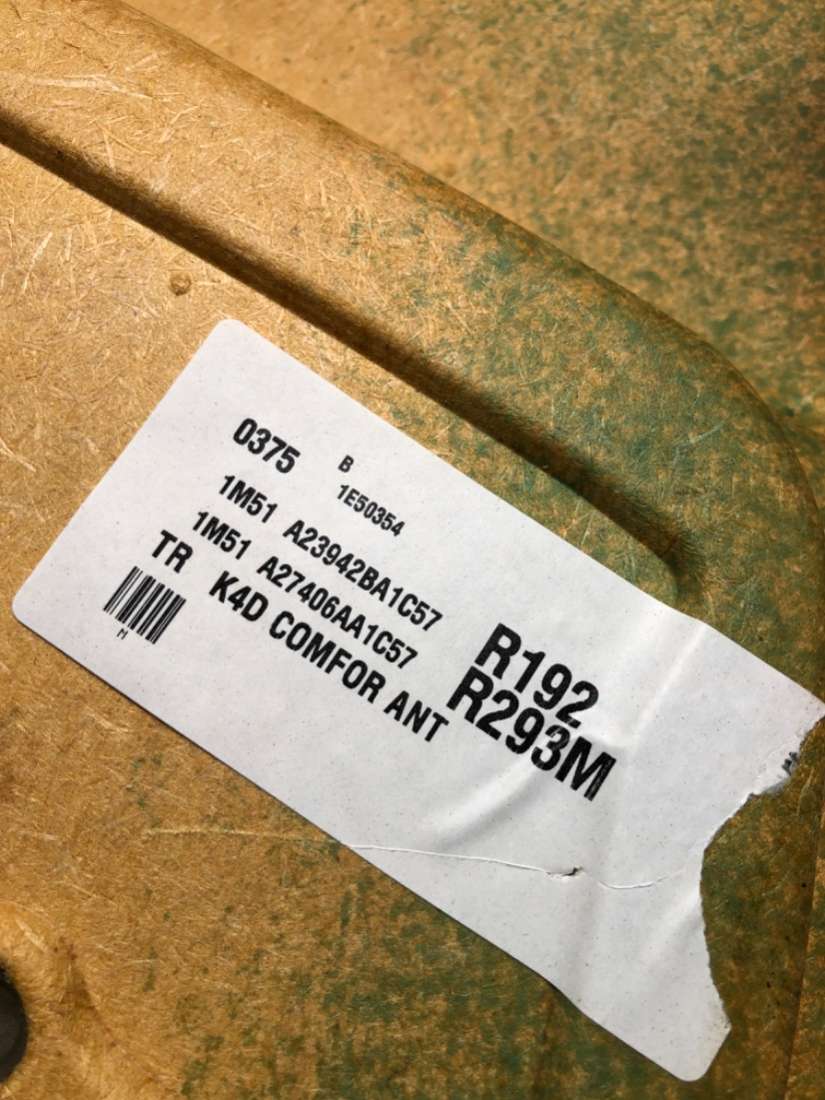 0375 B
1E50354
1M51 A23942BA1C57
1M51 A27406AA1C57
TR K4D COMFOR ANT
M
R192
R293M